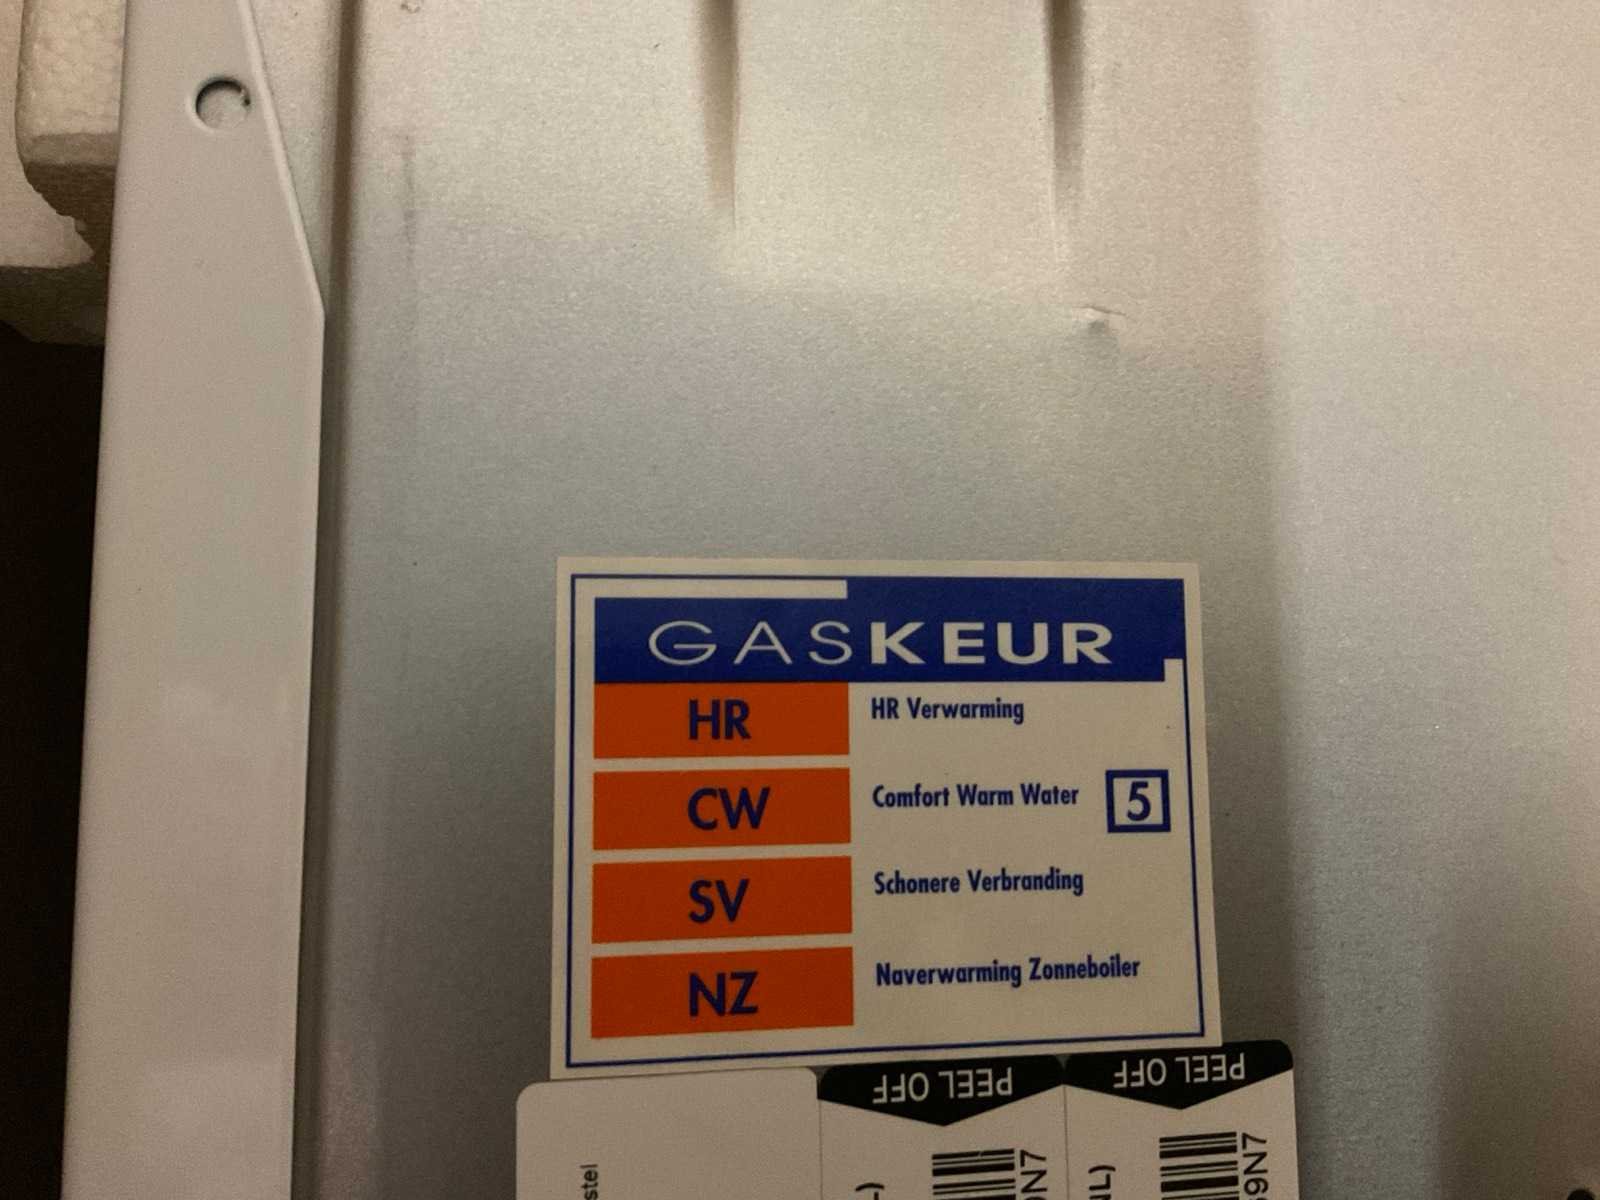 GASKEUR
HR HR Verwarming
CW Comfort Warm Water 5
SV Schonere Verbranding
NZ Naverwarming Zonneboiler
PEEL OFF PEEL OFF